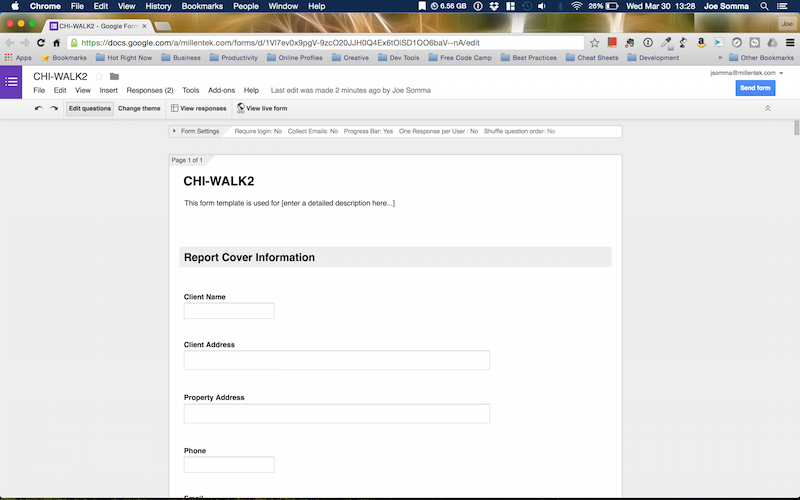 Chrome File Edit View History Bookmarks People Window Help 6.56 GB 26% Wed Mar 30 13:28 Joe Somma
CHI-WALK2 - Google Form Joe
https://docs.google.com/a/millentek.com/forms/d/1Vl7ev0x9pgV-9zcO20JJH0Q4Ex6tOiSD1OO6baV--nA/edit
Apps Bookmarks Hot Right Now Business Productivity Online Profiles Creative Dev Tools Free Code Camp Best Practices Cheat Sheets Development » Other Bookmarks
CHI-WALK2 jsomma@millentek.com
File Edit View Insert Responses (2) Tools Add-ons Help Last edit was made 2 minutes ago by Joe Somma Send form
Edit questions Change theme View responses View live form
Form Settings Require login: No Collect Emails: No Progress Bar: Yes One Response per User : No Shuffle question order: No
Page 1 of 1
CHI-WALK2
This form template is used for [enter a detailed description here...]
Report Cover Information
Client Name
Client Address
Property Address
Phone
Email